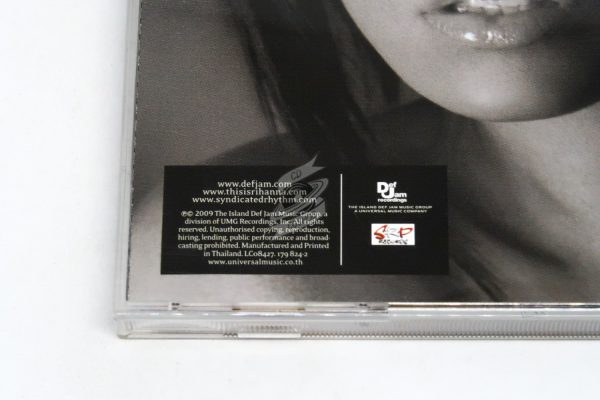 www.defjam.com
www.thisisrihanna.com
www.syndicatedrhythm.com
℗© 2009 The Island Def Jam Music Group, a
division of UMG Recordings, Inc. All rights
reserved. Unauthorised copying, reproduction,
hiring, lending, public performance and broad-
casting prohibited. Manufactured and Printed
in Thailand. LC08427. 179 824-2
www.universalmusic.co.th
Def
Jam
recordings
THE ISLAND DEF JAM MUSIC GROUP
A UNIVERSAL MUSIC COMPANY
SRP
RECORDS
CD